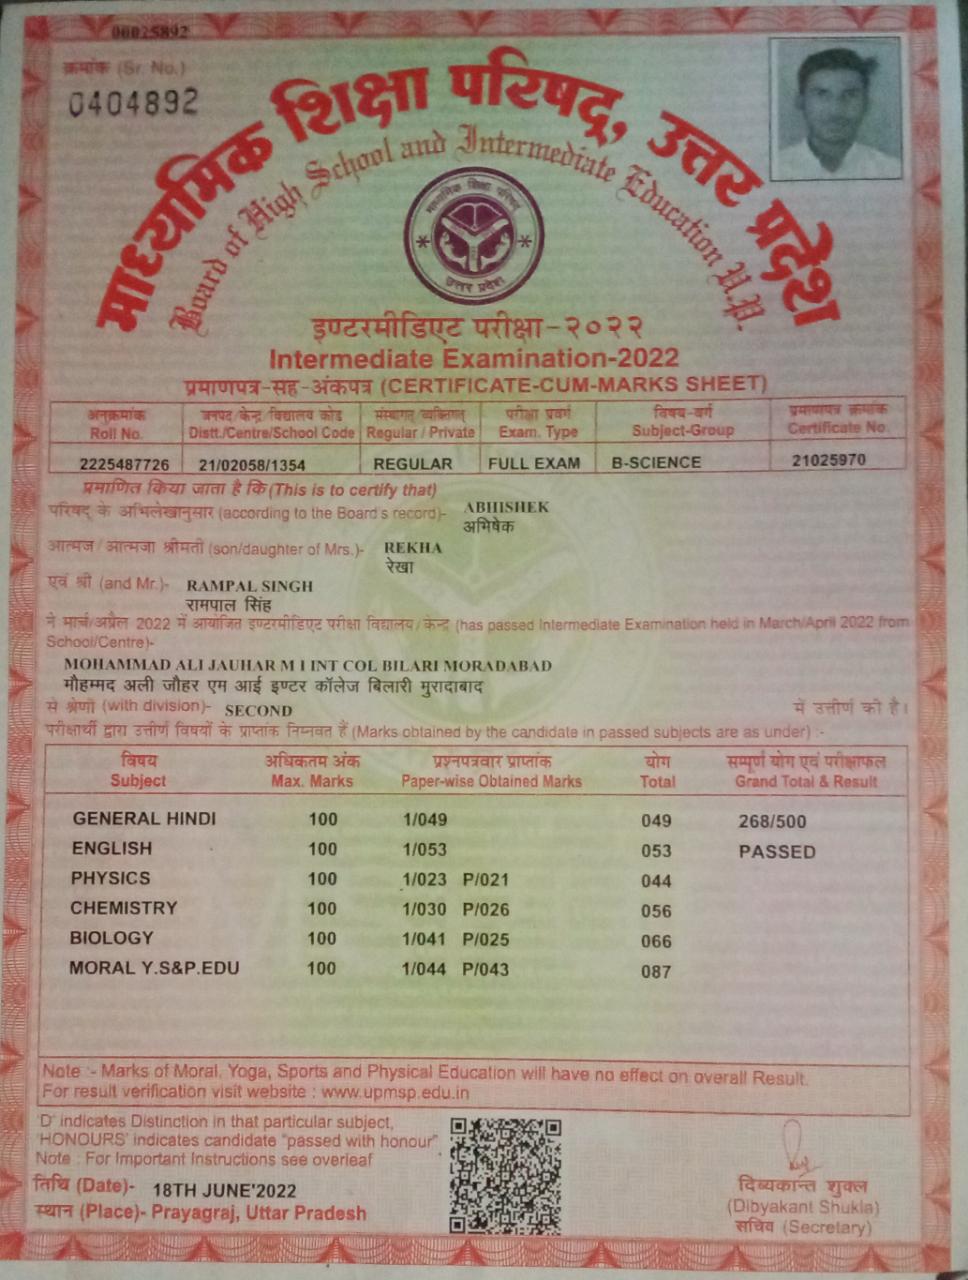 00025892
क्रमांक (Sr. No.)
0404892
माध्यमिक शिक्षा परिषद्, उत्तर प्रदेश
Board of High School and Intermediate Education U.P.
माध्यमिक शिक्षा परिषद
उत्तर प्रदेश
इण्टरमीडिएट परीक्षा-२०२२
Intermediate Examination-2022
प्रमाणपत्र-सह-अंकपत्र (CERTIFICATE-CUM-MARKS SHEET)
अनुक्रमांक जनपद/केन्द्र/विद्यालय कोड संस्थागत/व्यक्तिगत परीक्षा प्रवर्ग विषय-वर्ग प्रमाणपत्र क्रमांक
Roll No. Distt./Centre/School Code Regular / Private Exam. Type Subject-Group Certificate No.
2225487726 21/02058/1354 REGULAR FULL EXAM B-SCIENCE 21025970
प्रमाणित किया जाता है कि (This is to certify that)
परिषद् के अभिलेखानुसार (according to the Board's record)- ABHISHEK
अभिषेक
आत्मज/आत्मजा श्रीमती (son/daughter of Mrs.)- REKHA
रेखा
एवं श्री (and Mr.)- RAMPAL SINGH
रामपाल सिंह
ने मार्च/अप्रैल 2022 में आयोजित इण्टरमीडिएट परीक्षा विद्यालय/केन्द्र (has passed Intermediate Examination held in March/April 2022 from
School/Centre)-
MOHAMMAD ALI JAUHAR M I INT COL BILARI MORADABAD
मौहम्मद अली जौहर एम आई इण्टर कॉलेज बिलारी मुरादाबाद
से श्रेणी (with division)- SECOND में उत्तीर्ण की है।
परीक्षार्थी द्वारा उत्तीर्ण विषयों के प्राप्तांक निम्नवत हैं (Marks obtained by the candidate in passed subjects are as under) :-
विषय अधिकतम अंक प्रश्नपत्रवार प्राप्तांक योग सम्पूर्ण योग एवं परीक्षाफल
Subject Max. Marks Paper-wise Obtained Marks Total Grand Total & Result
GENERAL HINDI 100 1/049 049 268/500
ENGLISH 100 1/053 053 PASSED
PHYSICS 100 1/023 P/021 044
CHEMISTRY 100 1/030 P/026 056
BIOLOGY 100 1/041 P/025 066
MORAL Y.S&P.EDU 100 1/044 P/043 087
Note :- Marks of Moral, Yoga, Sports and Physical Education will have no effect on overall Result.
For result verification visit website : www.upmsp.edu.in
'D' indicates Distinction in that particular subject,
'HONOURS' indicates candidate "passed with honour"
Note : For Important Instructions see overleaf
तिथि (Date)- 18TH JUNE'2022
स्थान (Place)- Prayagraj, Uttar Pradesh
दिब्यकान्त शुक्ल
(Dibyakant Shukla)
सचिव (Secretary)